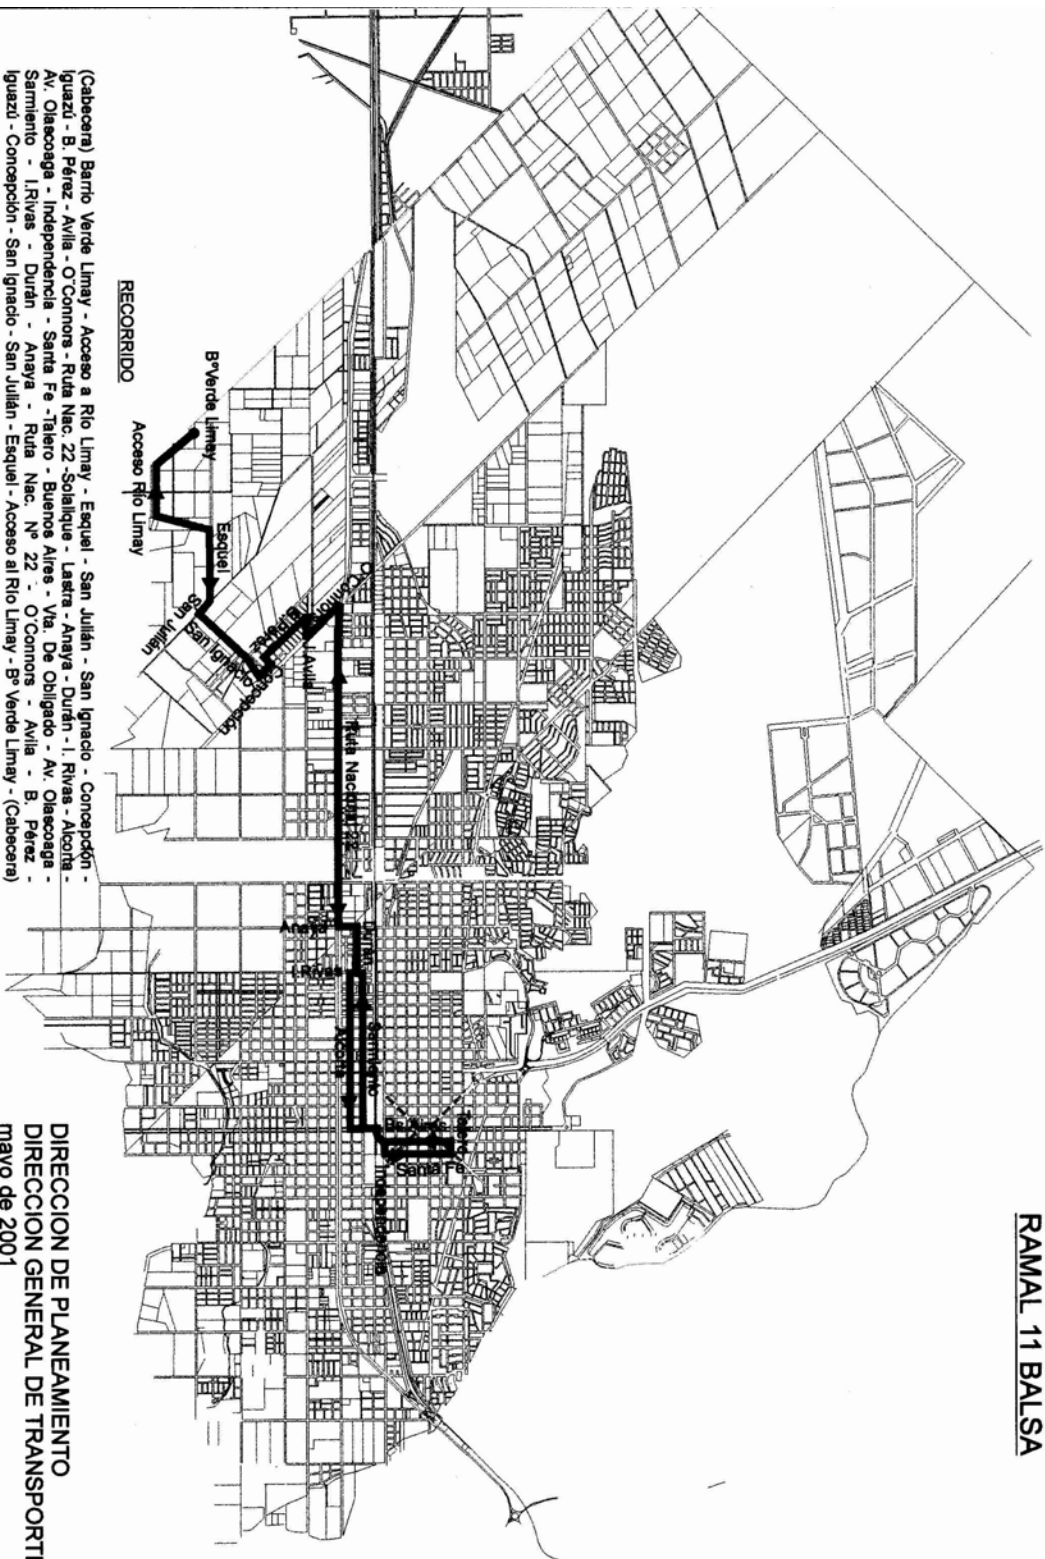 RAMAL 11 BALSA
BºVerde Limay
Acceso Río Limay
Esquel
San Julián
San Ignacio
Concepción
B. Pérez
Avila
O'Connors
Ruta Nacional 22
Anaya
Durán
I.Rivas
Sarmiento
Alcorta
Bs Aires
Talero
Santa Fe
Independencia
RECORRIDO
(Cabecera) Barrio Verde Limay - Acceso a Río Limay - Esquel - San Julián - San Ignacio - Concepción -
Iguazú - B. Pérez - Avila - O'Connors - Ruta Nac. 22 -Solalique - Lastra - Anaya - Durán - I. Rivas - Alcorta -
Av. Olascoaga - Independencia - Santa Fe -Talero - Buenos Aires - Vta. De Obligado - Av. Olascoaga -
Sarmiento - I.Rivas - Durán - Anaya - Ruta Nac. Nº 22 - O'Connors - Avila - B. Pérez -
Iguazú - Concepción - San Ignacio - San Julián - Esquel - Acceso al Río Limay - Bº Verde Limay - (Cabecera)
DIRECCION DE PLANEAMIENTO
DIRECCION GENERAL DE TRANSPORTE
mayo de 2001